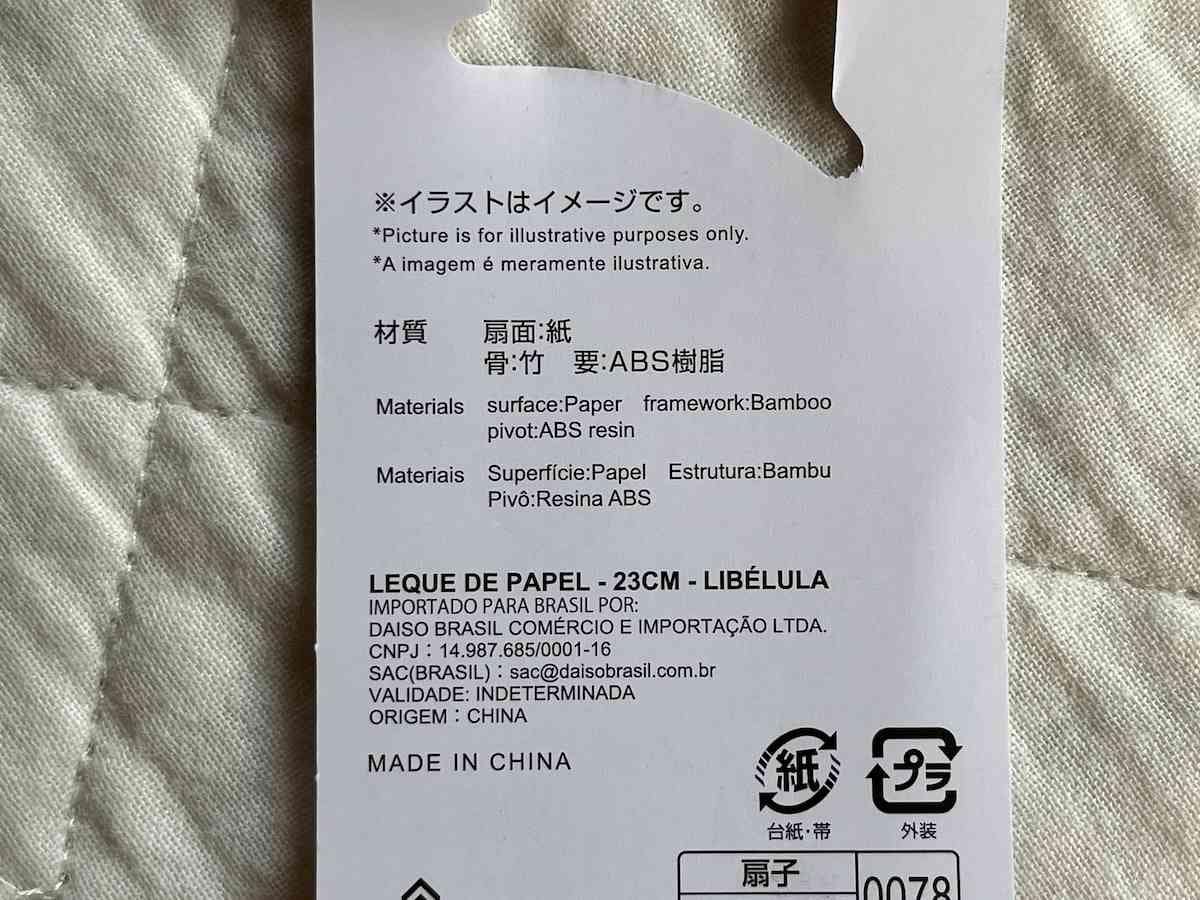 ※イラストはイメージです。
*Picture is for illustrative purposes only.
*A imagem é meramente ilustrativa.
材質 扇面:紙
骨:竹 要:ABS樹脂
Materials surface:Paper framework:Bamboo
pivot:ABS resin
Materiais Superfície:Papel Estrutura:Bambu
Pivô:Resina ABS
LEQUE DE PAPEL - 23CM - LIBÉLULA
IMPORTADO PARA BRASIL POR:
DAISO BRASIL COMÉRCIO E IMPORTAÇÃO LTDA.
CNPJ：14.987.685/0001-16
SAC(BRASIL)：sac@daisobrasil.com.br
VALIDADE: INDETERMINADA
ORIGEM：CHINA
MADE IN CHINA
紙 プラ
台紙・帯 外装
扇子 0078